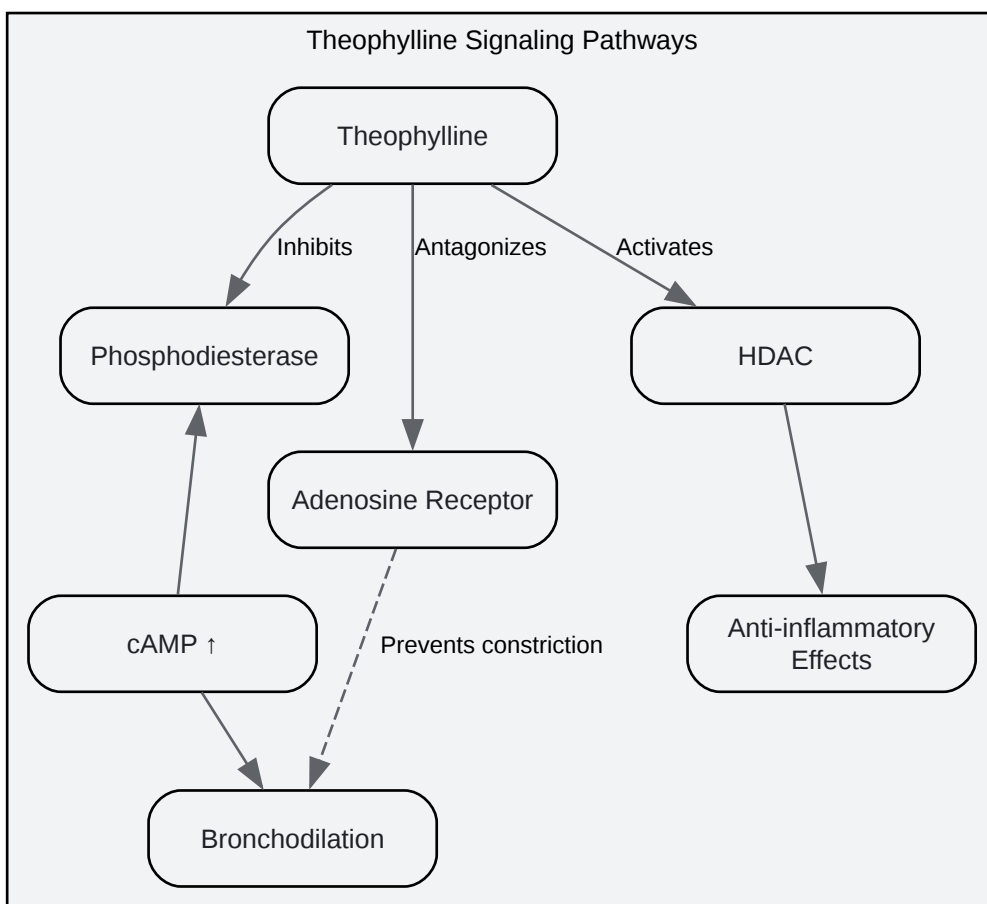 Theophylline Signaling Pathways
Theophylline
Inhibits
Antagonizes
Activates
Phosphodiesterase
HDAC
Adenosine Receptor
cAMP ↑
Prevents constriction
Anti-inflammatory
Effects
Bronchodilation